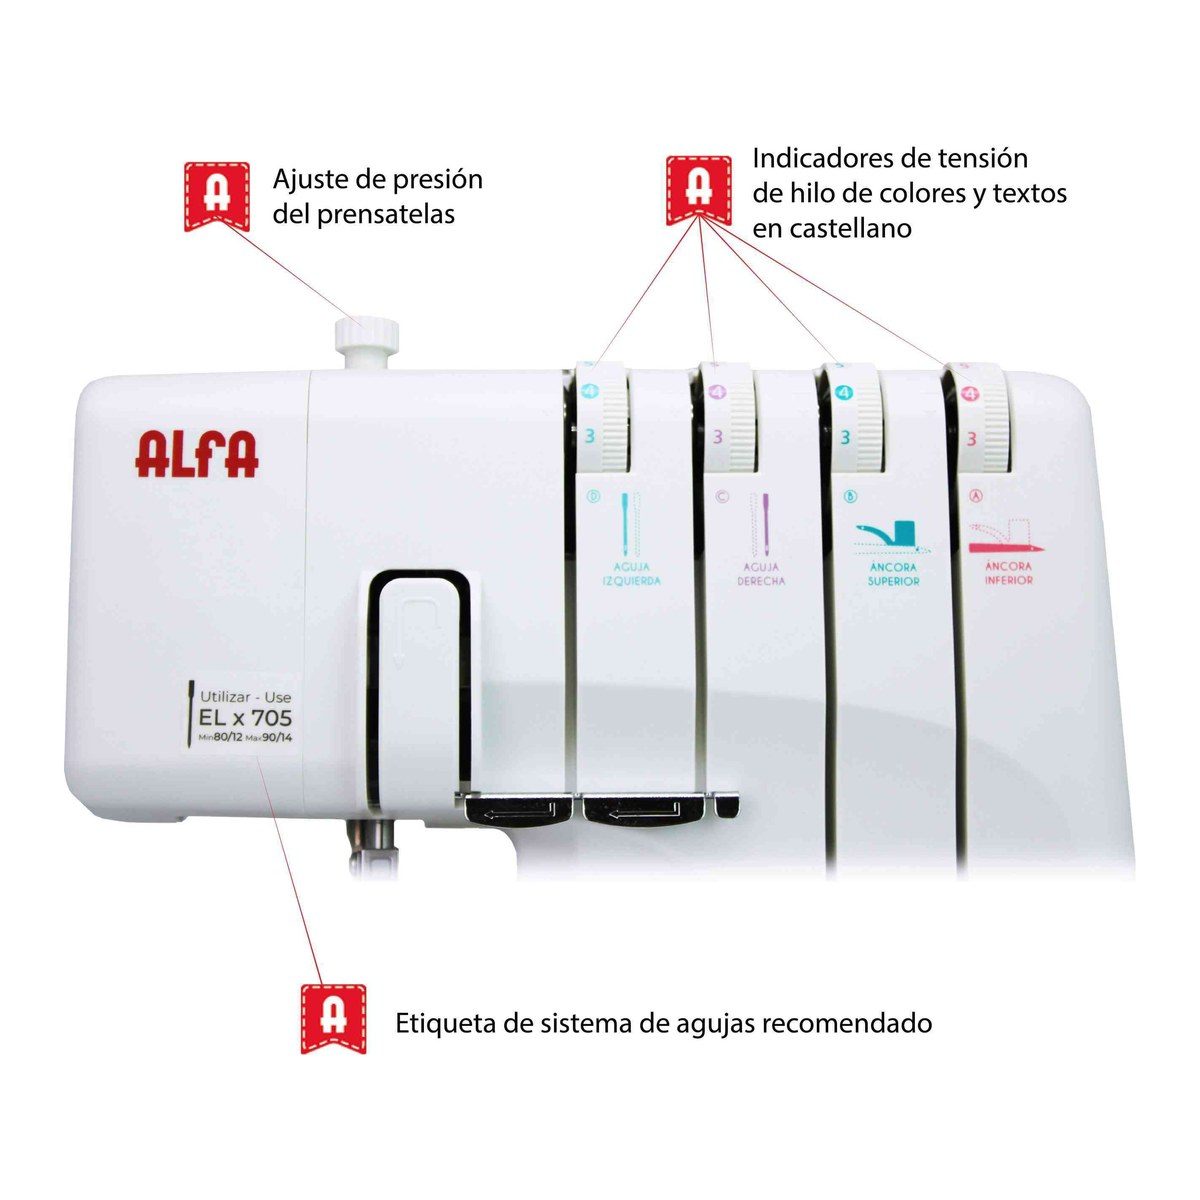 A
Ajuste de presión
del prensatelas
A
Indicadores de tensión
de hilo de colores y textos
en castellano
ALFA
4
3
4
3
4
3
4
3
D
C
B
A
AGUJA
IZQUIERDA
AGUJA
DERECHA
ÁNCORA
SUPERIOR
ÁNCORA
INFERIOR
Utilizar - Use
EL x 705
Min80/12 Max90/14
A
Etiqueta de sistema de agujas recomendado